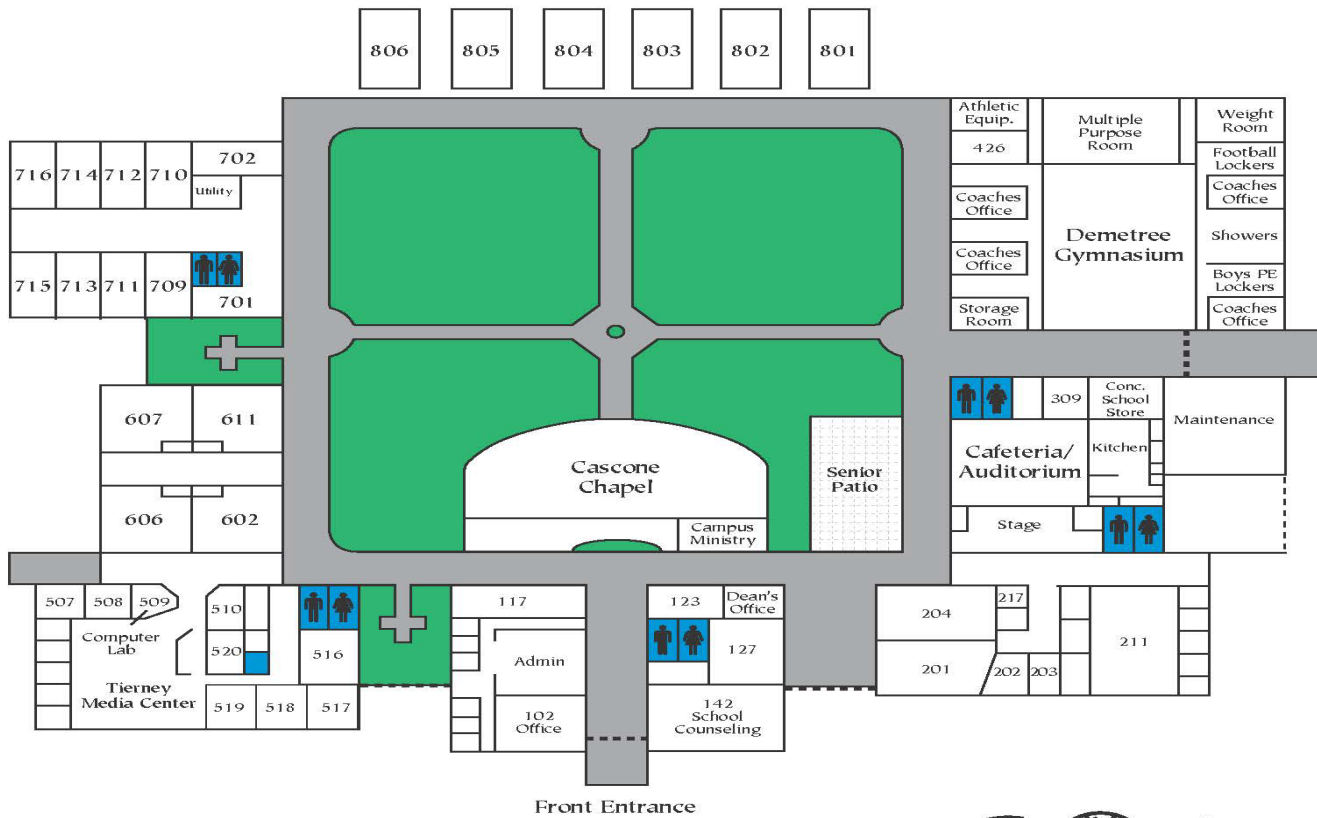 806
805
804
803
802
801
Athletic
Equip.
426
Multiple
Purpose
Room
Weight
Room
Football
Lockers
Coaches
Office
Showers
Boys PE
Lockers
Coaches
Office
Coaches
Office
Coaches
Office
Storage
Room
Demetree
Gymnasium
716
714
712
710
702
Utility
715
713
711
709
701
607
611
606
602
Cascone
Chapel
Campus
Ministry
Senior
Patio
309
Conc.
School
Store
Maintenance
Cafeteria/
Auditorium
Kitchen
Stage
507
508
509
510
520
516
Computer
Lab
Tierney
Media Center
519
518
517
117
Admin
102
Office
123
Dean's
Office
127
142
School
Counseling
204
217
201
202
203
211
Front Entrance